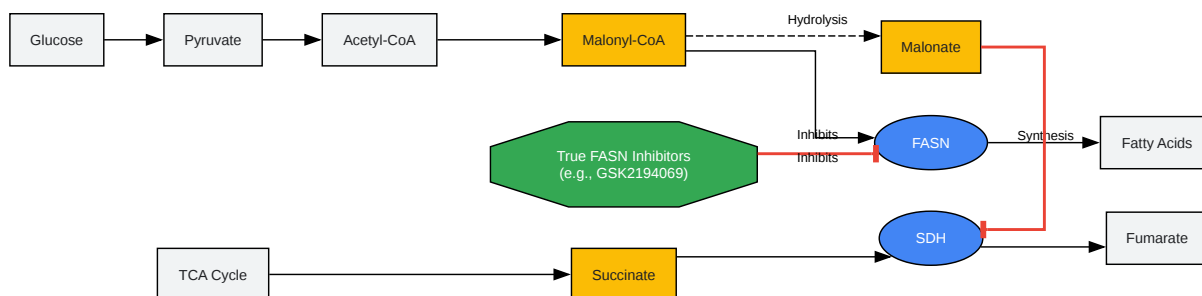 Glucose
Pyruvate
Acetyl-CoA
Malonyl-CoA
Hydrolysis
Malonate
True FASN Inhibitors
(e.g., GSK2194069)
Inhibits
Inhibits
FASN
Synthesis
Fatty Acids
TCA Cycle
Succinate
SDH
Fumarate